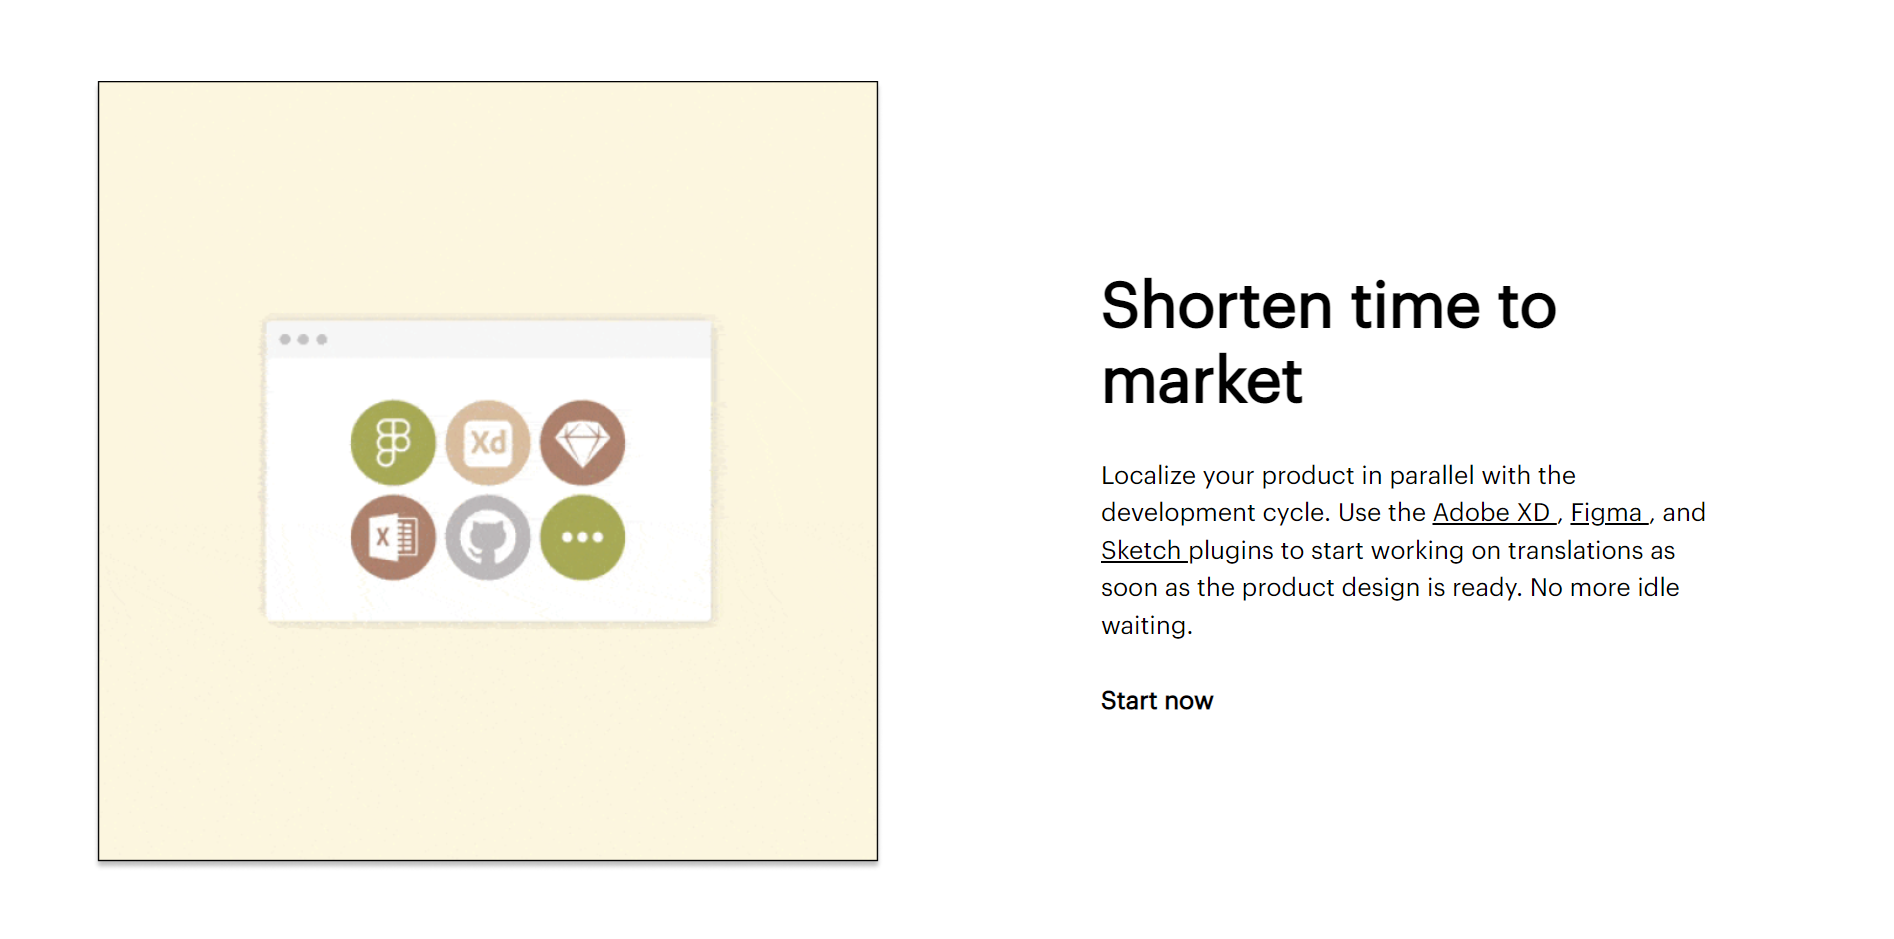 Shorten time to
market
Localize your product in parallel with the
development cycle. Use the Adobe XD , Figma , and
Sketch plugins to start working on translations as
soon as the product design is ready. No more idle
waiting.
Start now
Xd
X